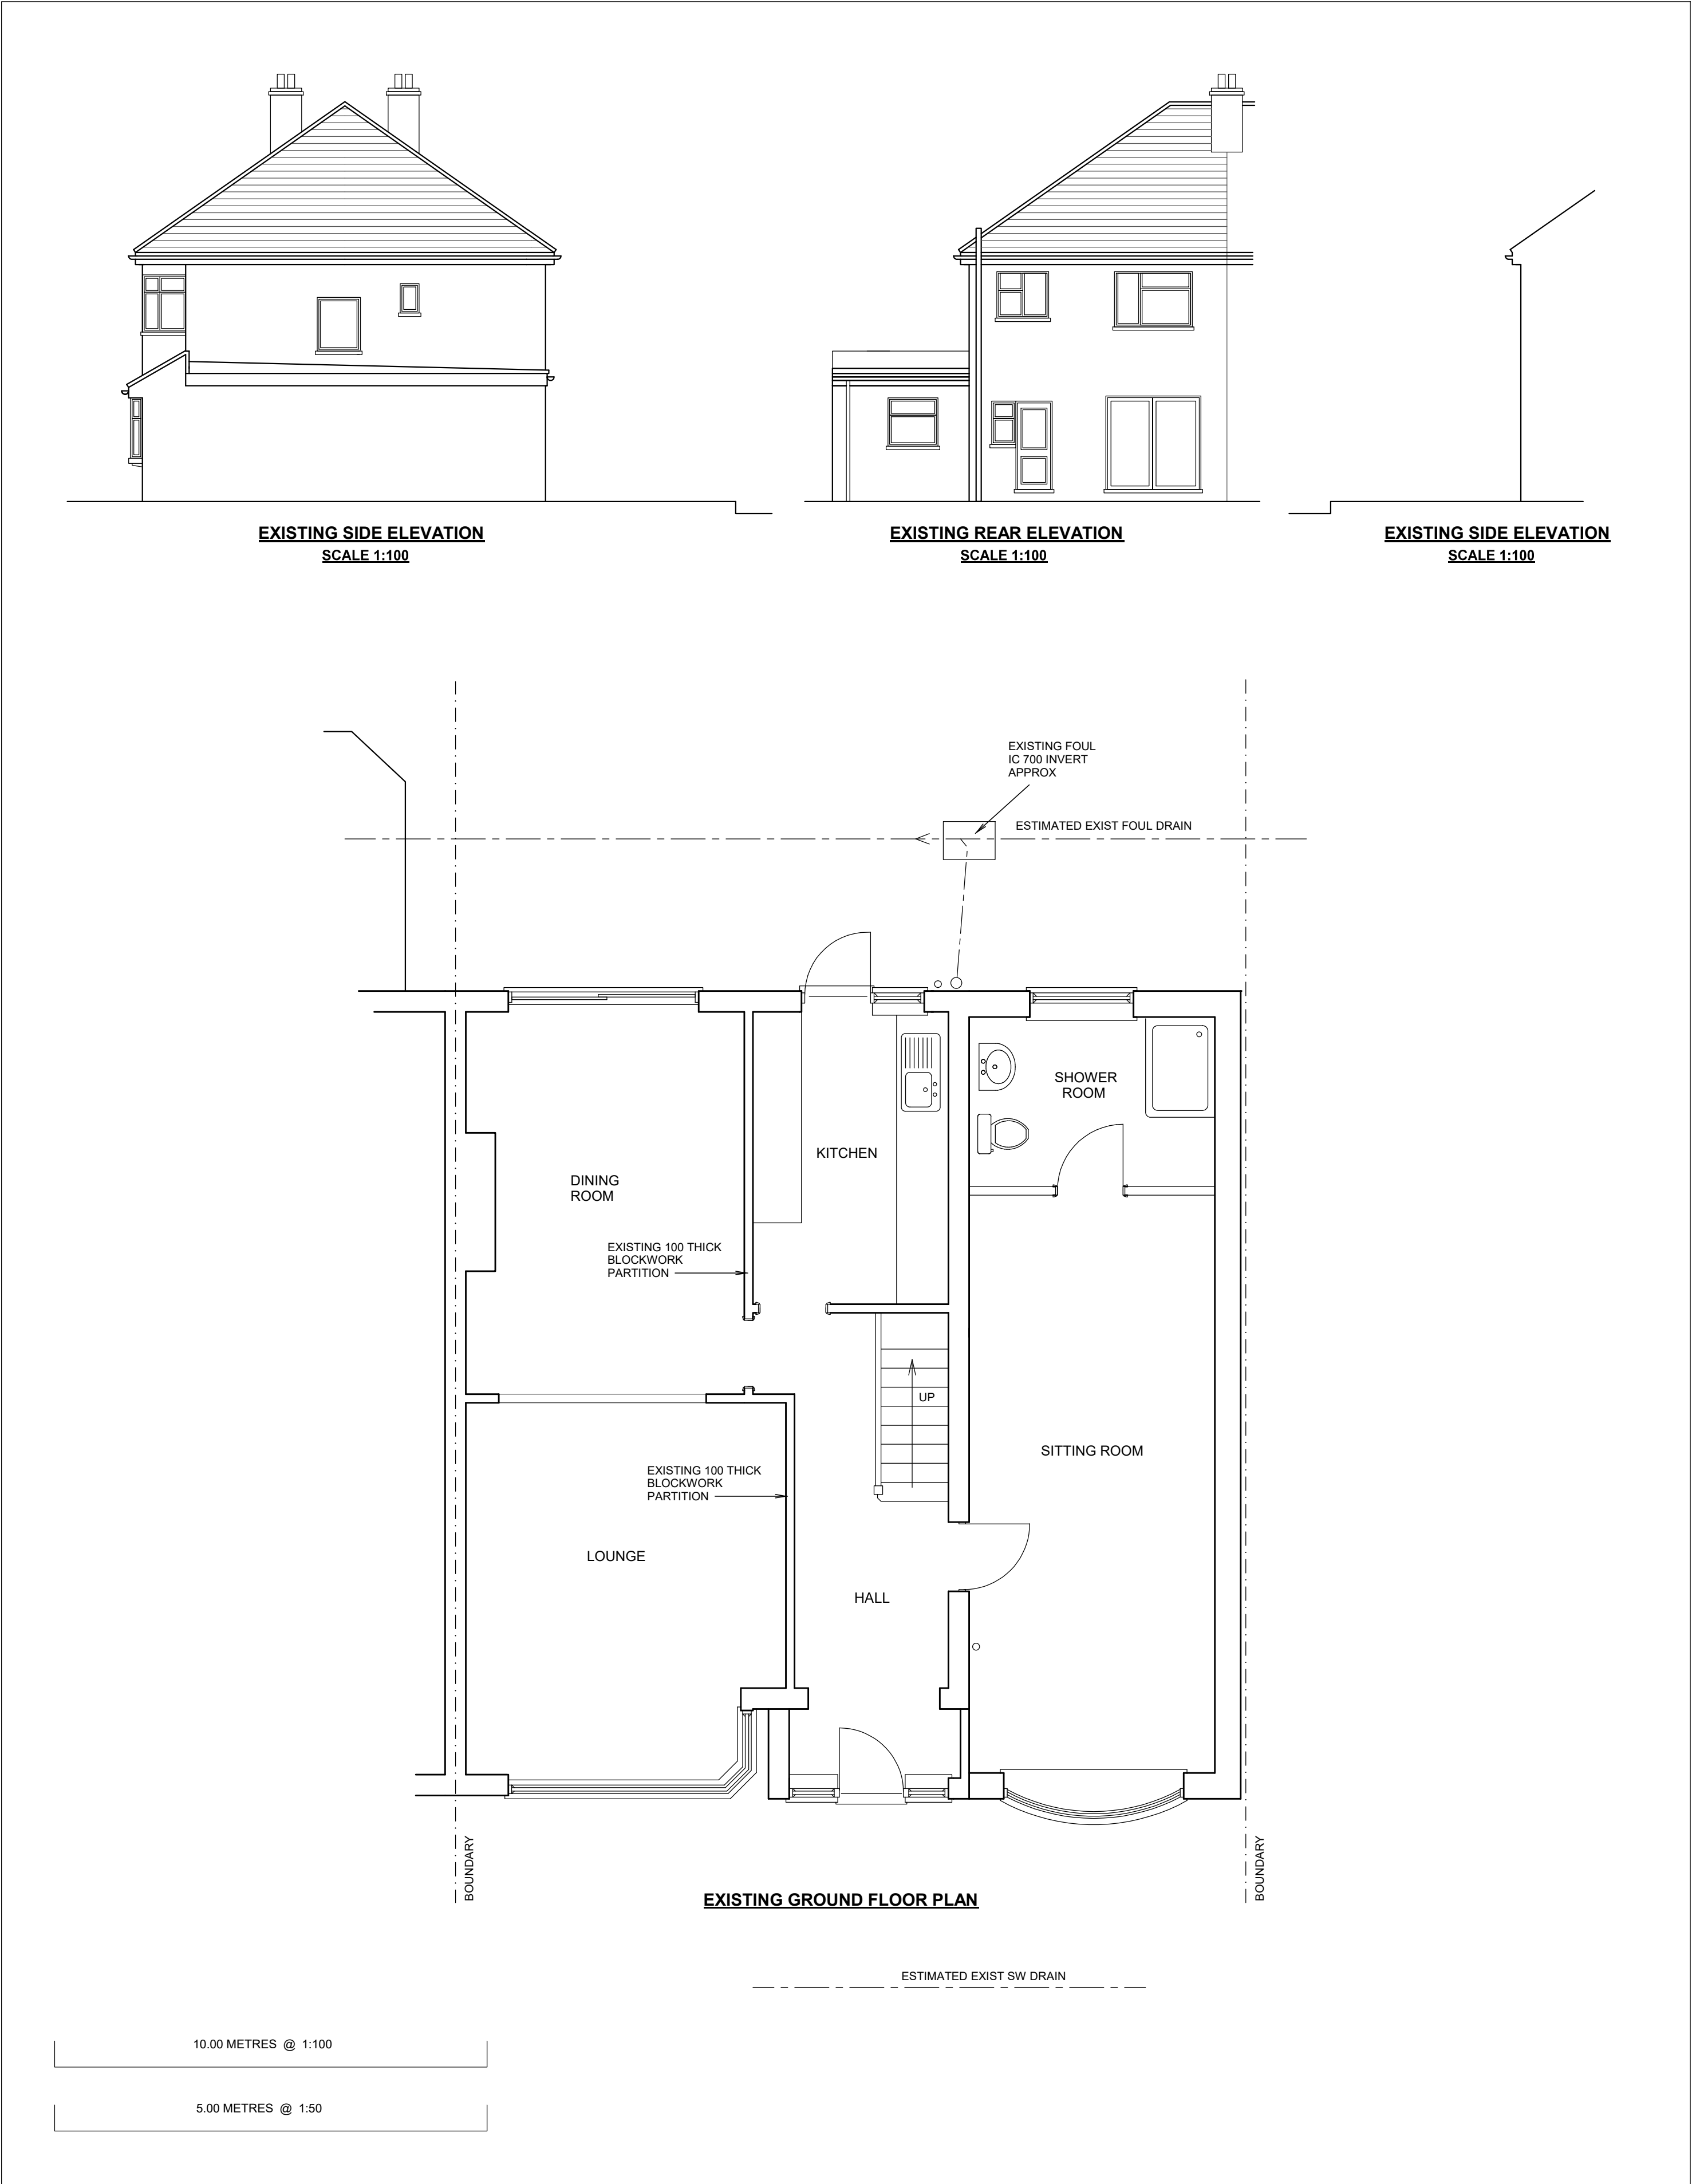 EXISTING SIDE ELEVATION
SCALE 1:100
EXISTING REAR ELEVATION
SCALE 1:100
EXISTING SIDE ELEVATION
SCALE 1:100
EXISTING FOUL
IC 700 INVERT
APPROX
ESTIMATED EXIST FOUL DRAIN
SHOWER
ROOM
KITCHEN
DINING
ROOM
EXISTING 100 THICK
BLOCKWORK
PARTITION
UP
SITTING ROOM
EXISTING 100 THICK
BLOCKWORK
PARTITION
LOUNGE
HALL
BOUNDARY
BOUNDARY
EXISTING GROUND FLOOR PLAN
ESTIMATED EXIST SW DRAIN
10.00 METRES @ 1:100
5.00 METRES @ 1:50